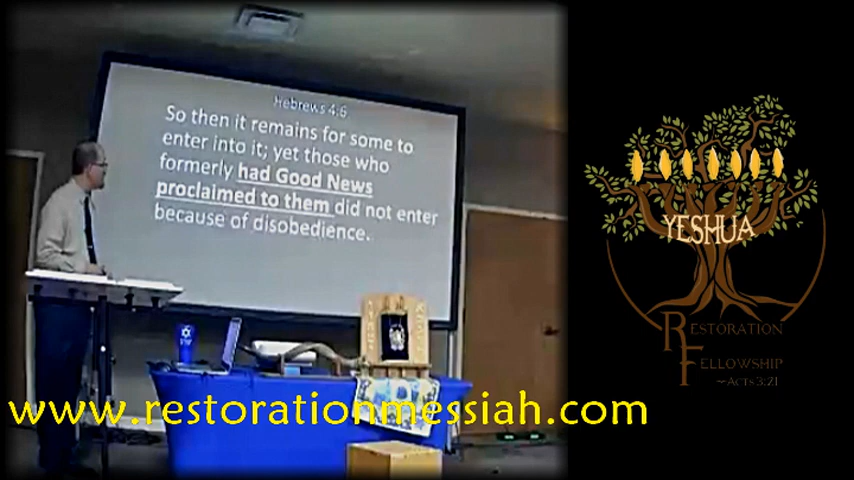 Hebrews 4:6
So then it remains for some to
enter into it; yet those who
formerly had Good News
proclaimed to them did not enter
because of disobedience.
YESHUA
RESTORATION
FELLOWSHIP
~ACTS 3:21
www.restorationmessiah.com